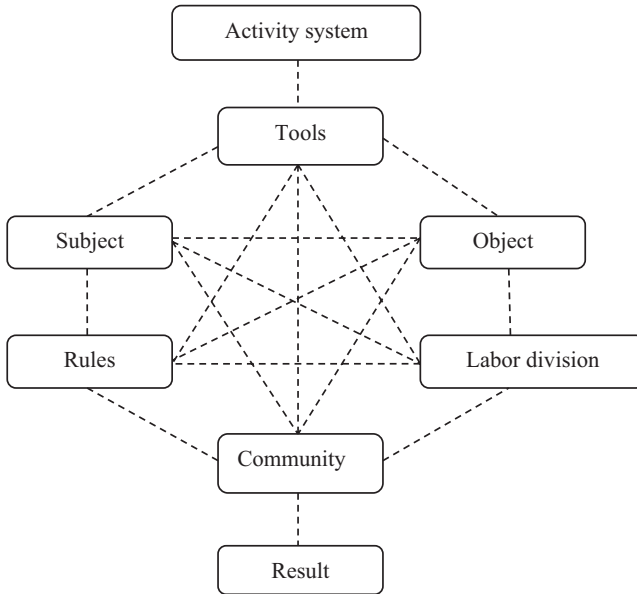 Activity system
Tools
Subject
Object
Rules
Labor division
Community
Result